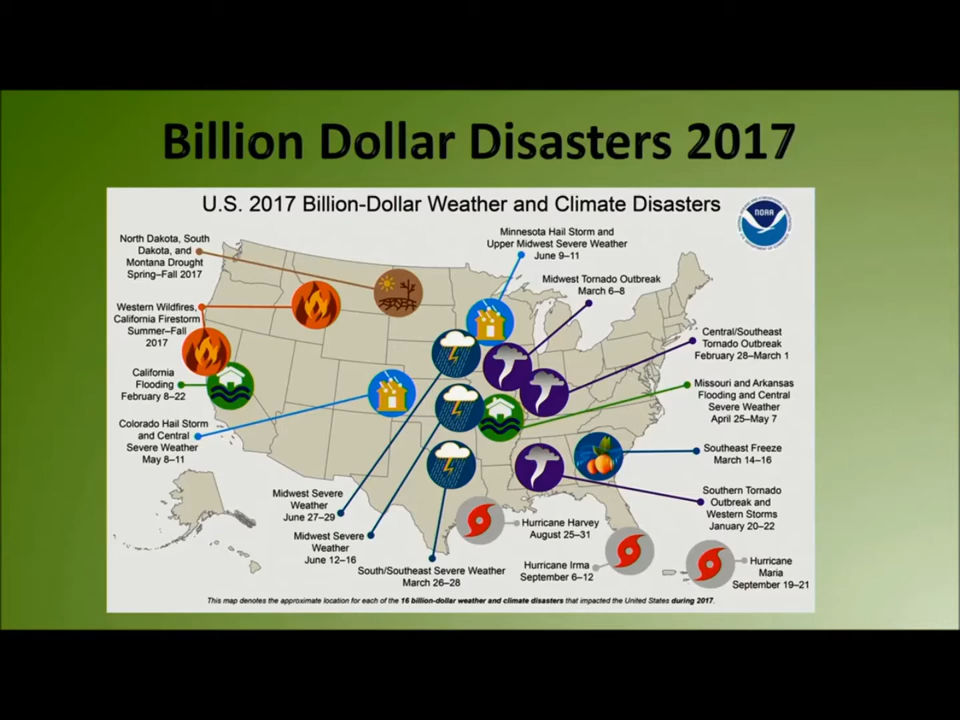 Billion Dollar Disasters 2017
U.S. 2017 Billion-Dollar Weather and Climate Disasters
NOAA
North Dakota, South
Dakota, and
Montana Drought
Spring–Fall 2017
Minnesota Hail Storm and
Upper Midwest Severe Weather
June 9–11
Midwest Tornado Outbreak
March 6–8
Western Wildfires,
California Firestorm
Summer–Fall
2017
Central/Southeast
Tornado Outbreak
February 28–March 1
California
Flooding
February 8–22
Missouri and Arkansas
Flooding and Central
Severe Weather
April 25–May 7
Colorado Hail Storm
and Central
Severe Weather
May 8–11
Southeast Freeze
March 14–16
Southern Tornado
Outbreak and
Western Storms
January 20–22
Midwest Severe
Weather
June 27–29
Midwest Severe
Weather
June 12–16
South/Southeast Severe Weather
March 26–28
Hurricane Harvey
August 25–31
Hurricane Irma
September 6–12
Hurricane
Maria
September 19–21
This map denotes the approximate location for each of the 16 billion-dollar weather and climate disasters that impacted the United States during 2017.